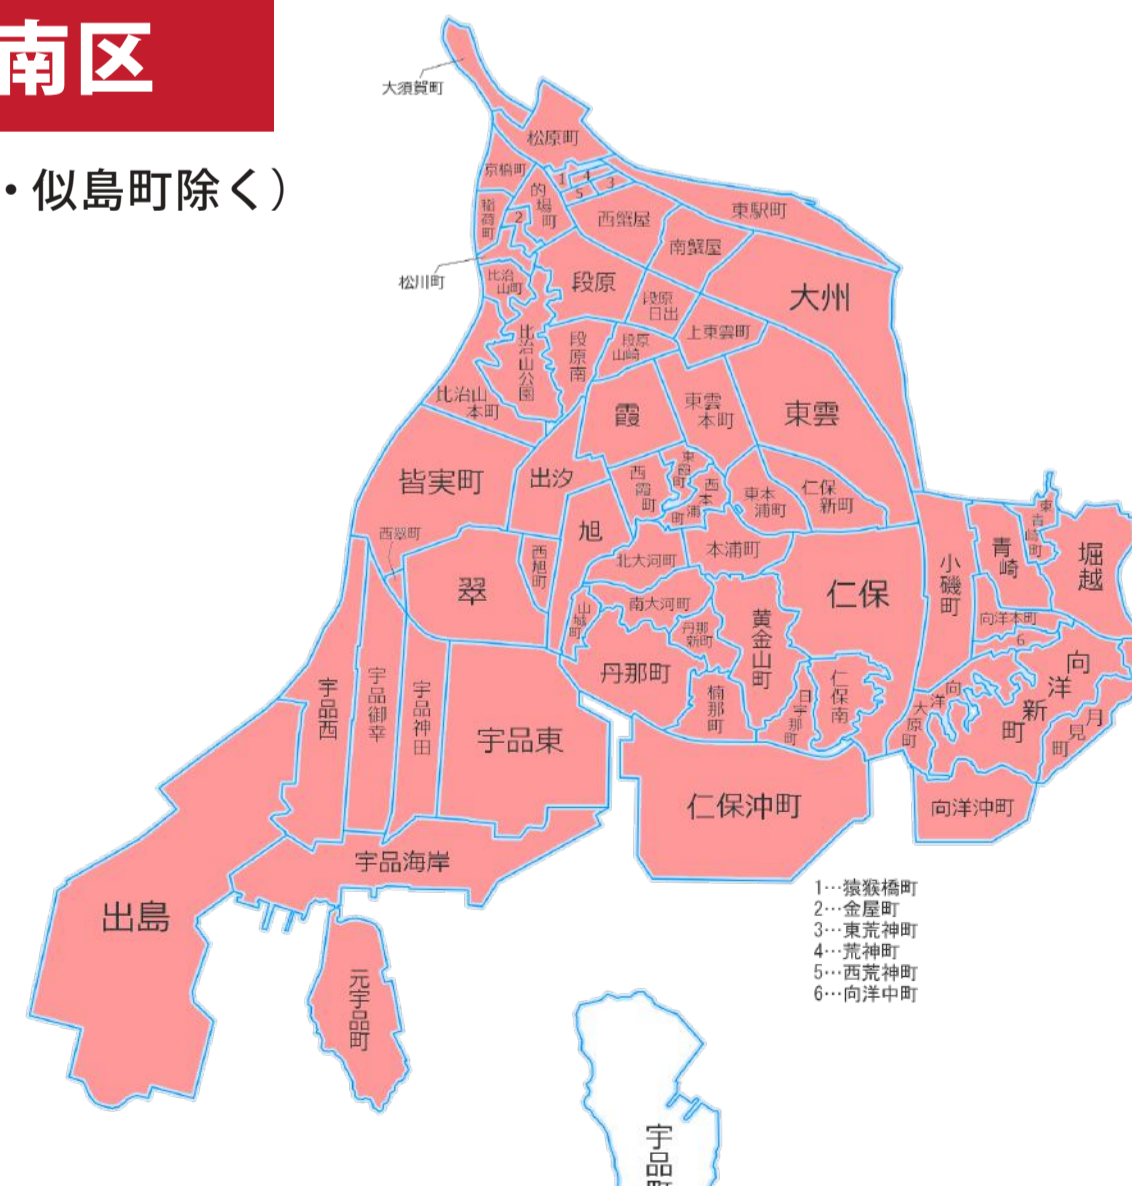 南区
・似島町除く）
大須賀町
松原町
京橋町
1
4
3
5
的場町
稲荷町
2
西蟹屋
東駅町
南蟹屋
松川町
比治山町
段原
段原日出
大州
上東雲町
比治山公園
段原南
段原山崎
比治山本町
霞
東雲本町
東雲
皆実町
出汐
西霞町
東霞町
西本浦町
東本浦町
仁保新町
旭
西翠町
翠
西旭町
北大河町
本浦町
仁保
小磯町
青崎
東青崎町
堀越
山城町
南大河町
丹那新町
黄金山町
向洋本町
6
丹那町
楠那町
日宇那町
仁保南
向洋大原町
向洋新町
月見町
宇品西
宇品御幸
宇品神田
宇品東
仁保沖町
向洋沖町
宇品海岸
出島
元宇品町
1…猿猴橋町
2…金屋町
3…東荒神町
4…荒神町
5…西荒神町
6…向洋中町
宇品町